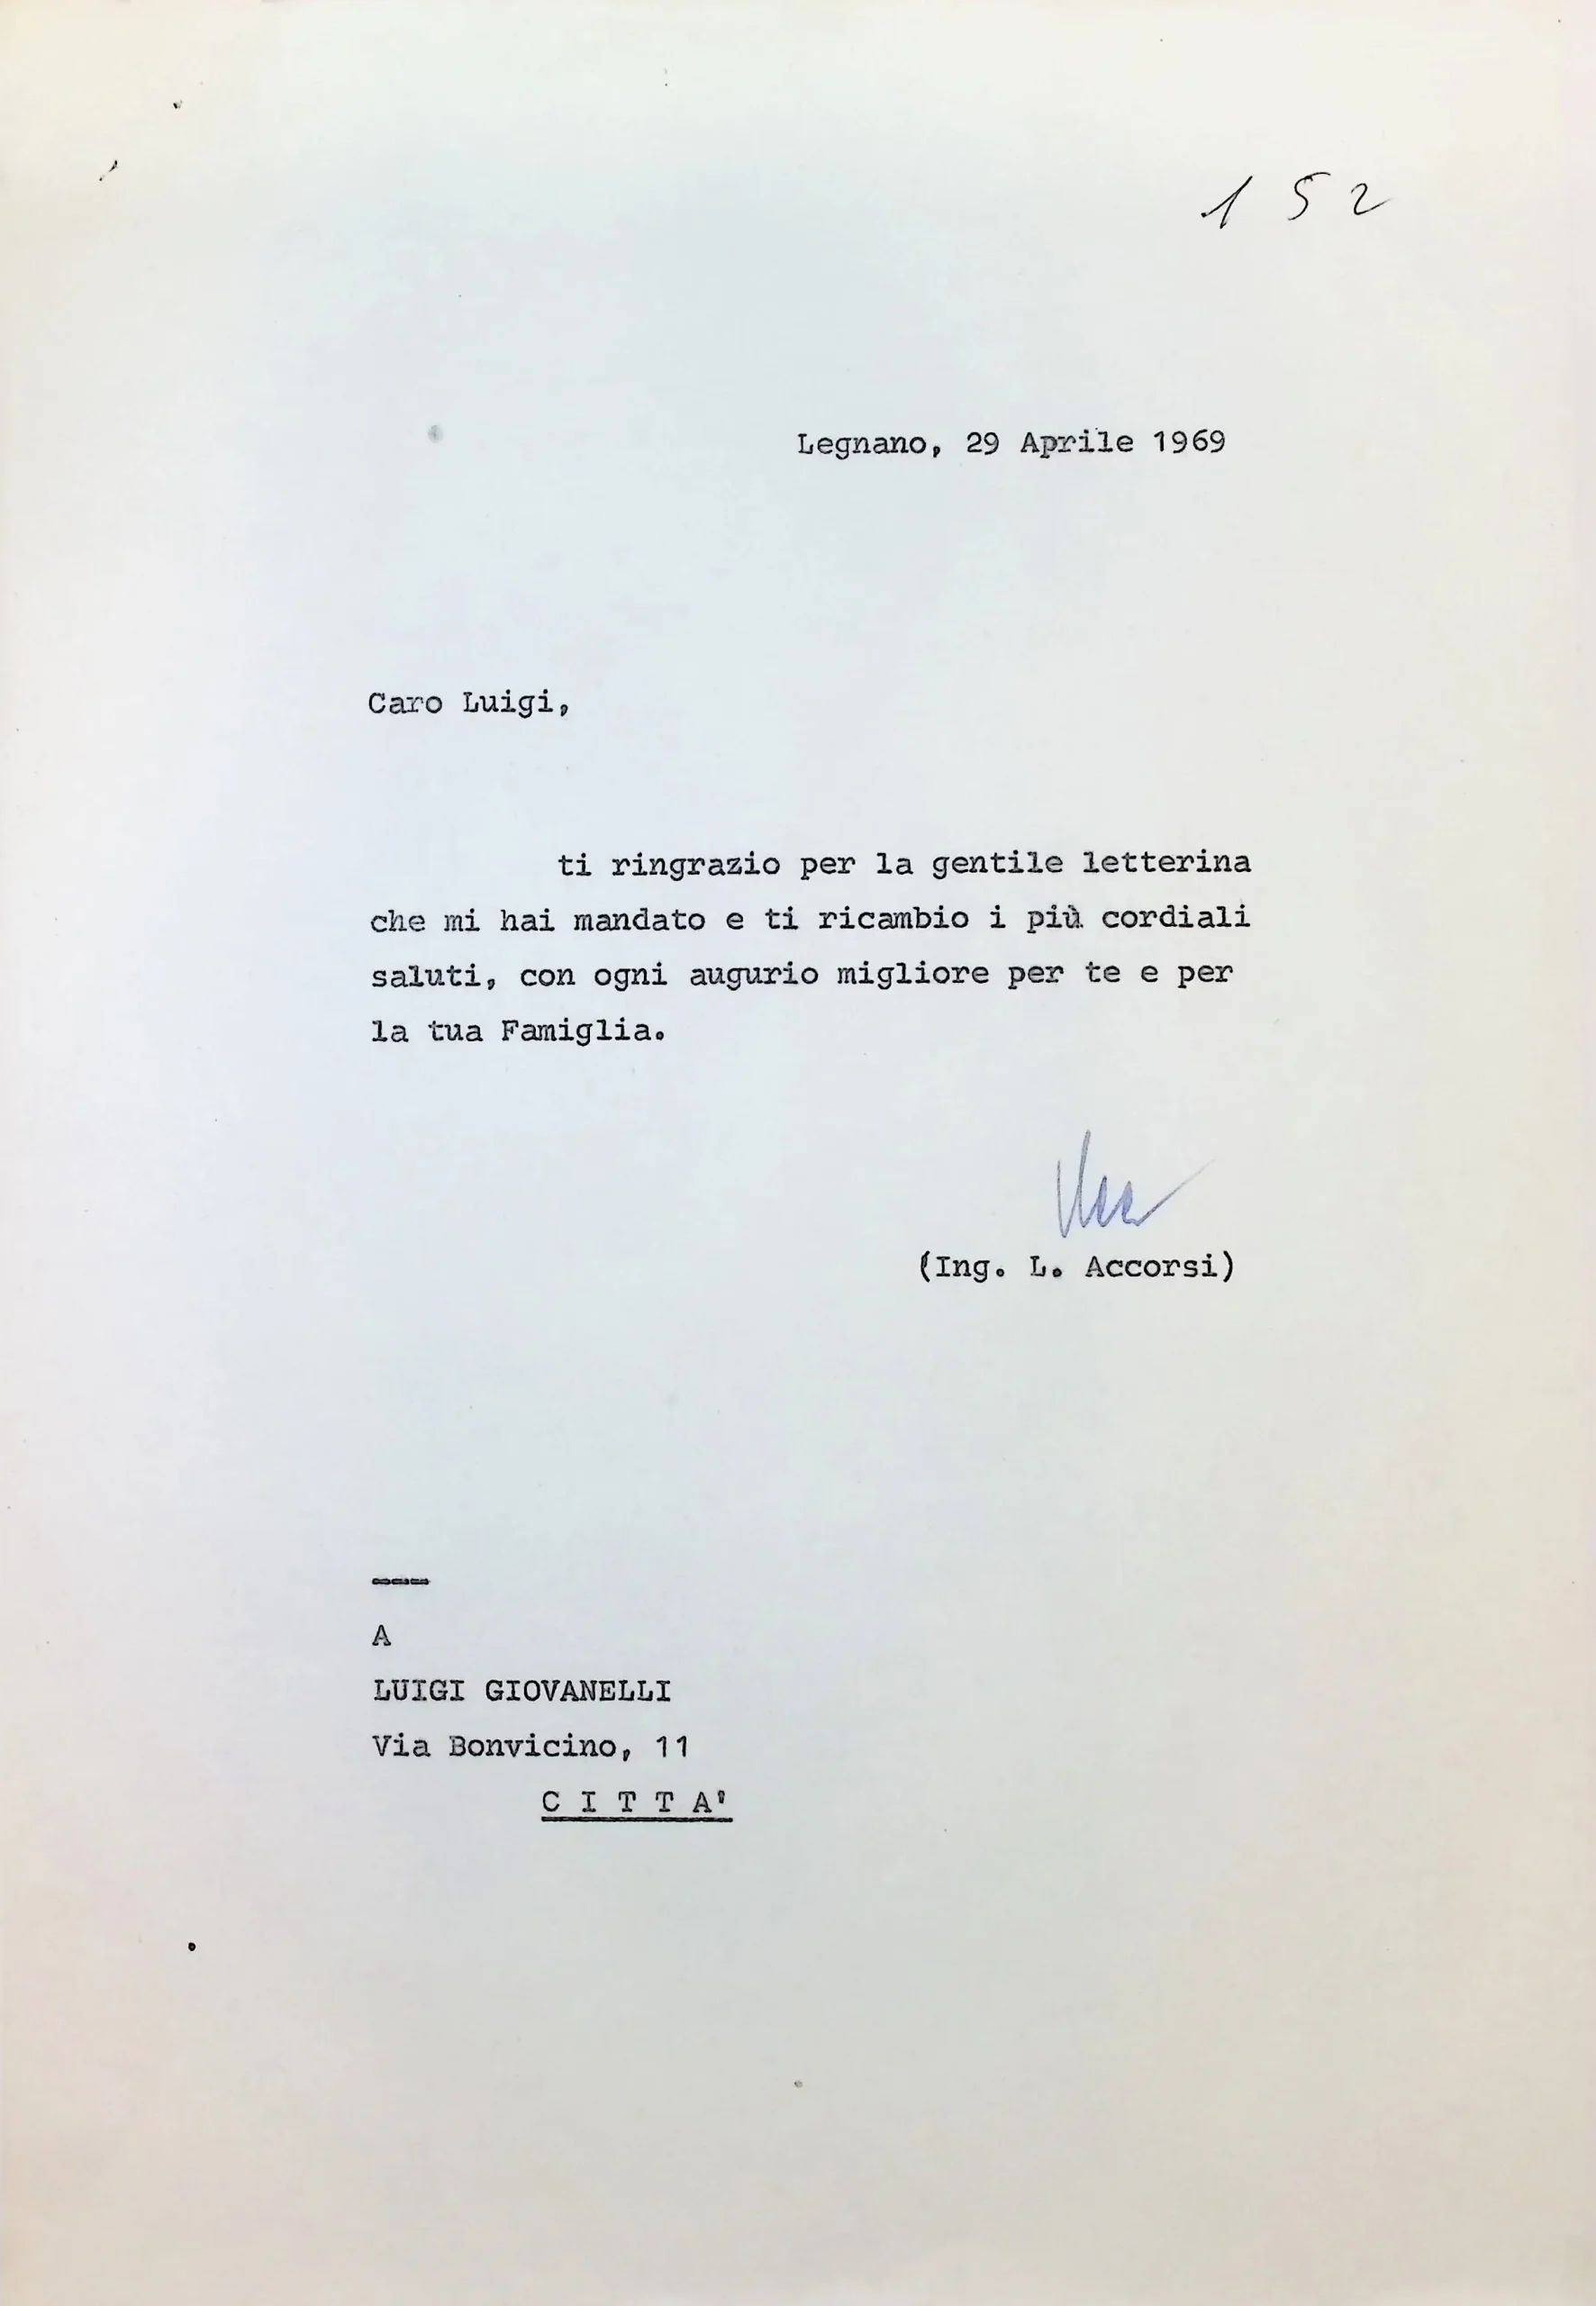 152
Legnano, 29 Aprile 1969
Caro Luigi,
ti ringrazio per la gentile letterina
che mi hai mandato e ti ricambio i più cordiali
saluti, con ogni augurio migliore per te e per
la tua Famiglia.
(Ing. L. Accorsi)
A
LUIGI GIOVANELLI
Via Bonvicino, 11
C I T T A'